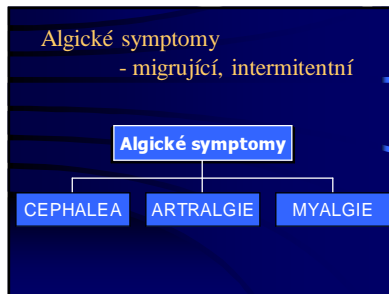 Algické symptomy
- migrující, intermitentní
Algické symptomy
CEPHALEA ARTRALGIE MYALGIE